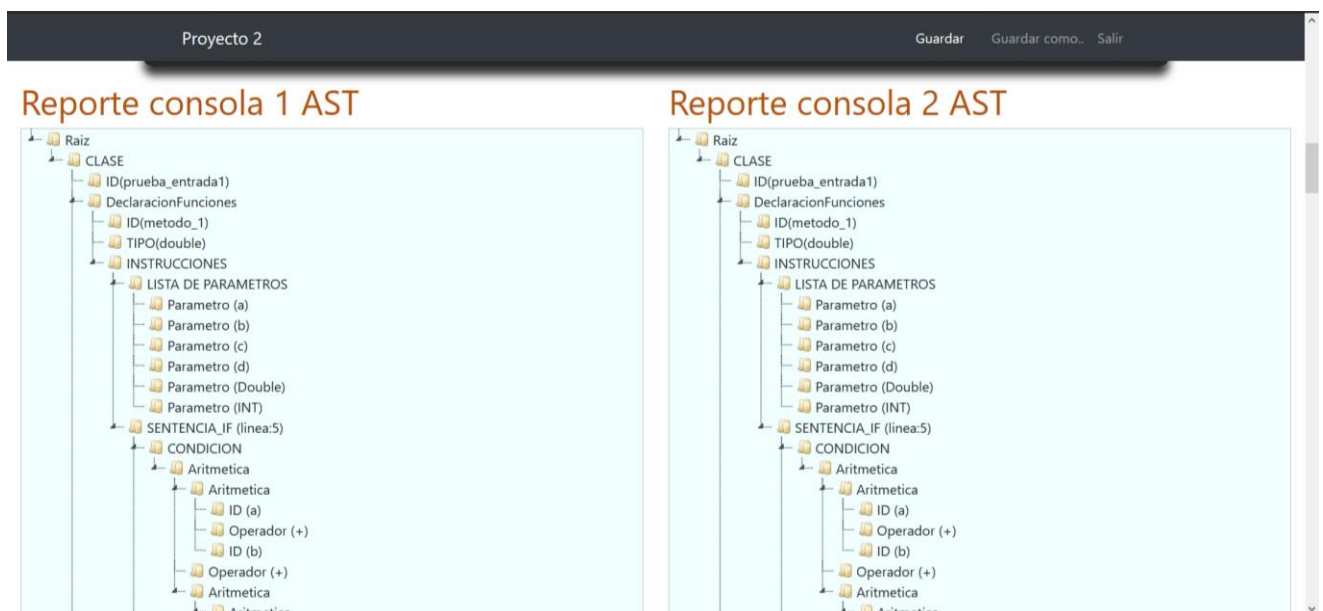 Proyecto 2
Guardar Guardar como.. Salir
Reporte consola 1 AST
Raiz
CLASE
ID(prueba_entrada1)
DeclaracionFunciones
ID(metodo_1)
TIPO(double)
INSTRUCCIONES
LISTA DE PARAMETROS
Parametro (a)
Parametro (b)
Parametro (c)
Parametro (d)
Parametro (Double)
Parametro (INT)
SENTENCIA_IF (linea:5)
CONDICION
Aritmetica
Aritmetica
ID (a)
Operador (+)
ID (b)
Operador (+)
Aritmetica
Aritmetica
Reporte consola 2 AST
Raiz
CLASE
ID(prueba_entrada1)
DeclaracionFunciones
ID(metodo_1)
TIPO(double)
INSTRUCCIONES
LISTA DE PARAMETROS
Parametro (a)
Parametro (b)
Parametro (c)
Parametro (d)
Parametro (Double)
Parametro (INT)
SENTENCIA_IF (linea:5)
CONDICION
Aritmetica
Aritmetica
ID (a)
Operador (+)
ID (b)
Operador (+)
Aritmetica
Aritmetica